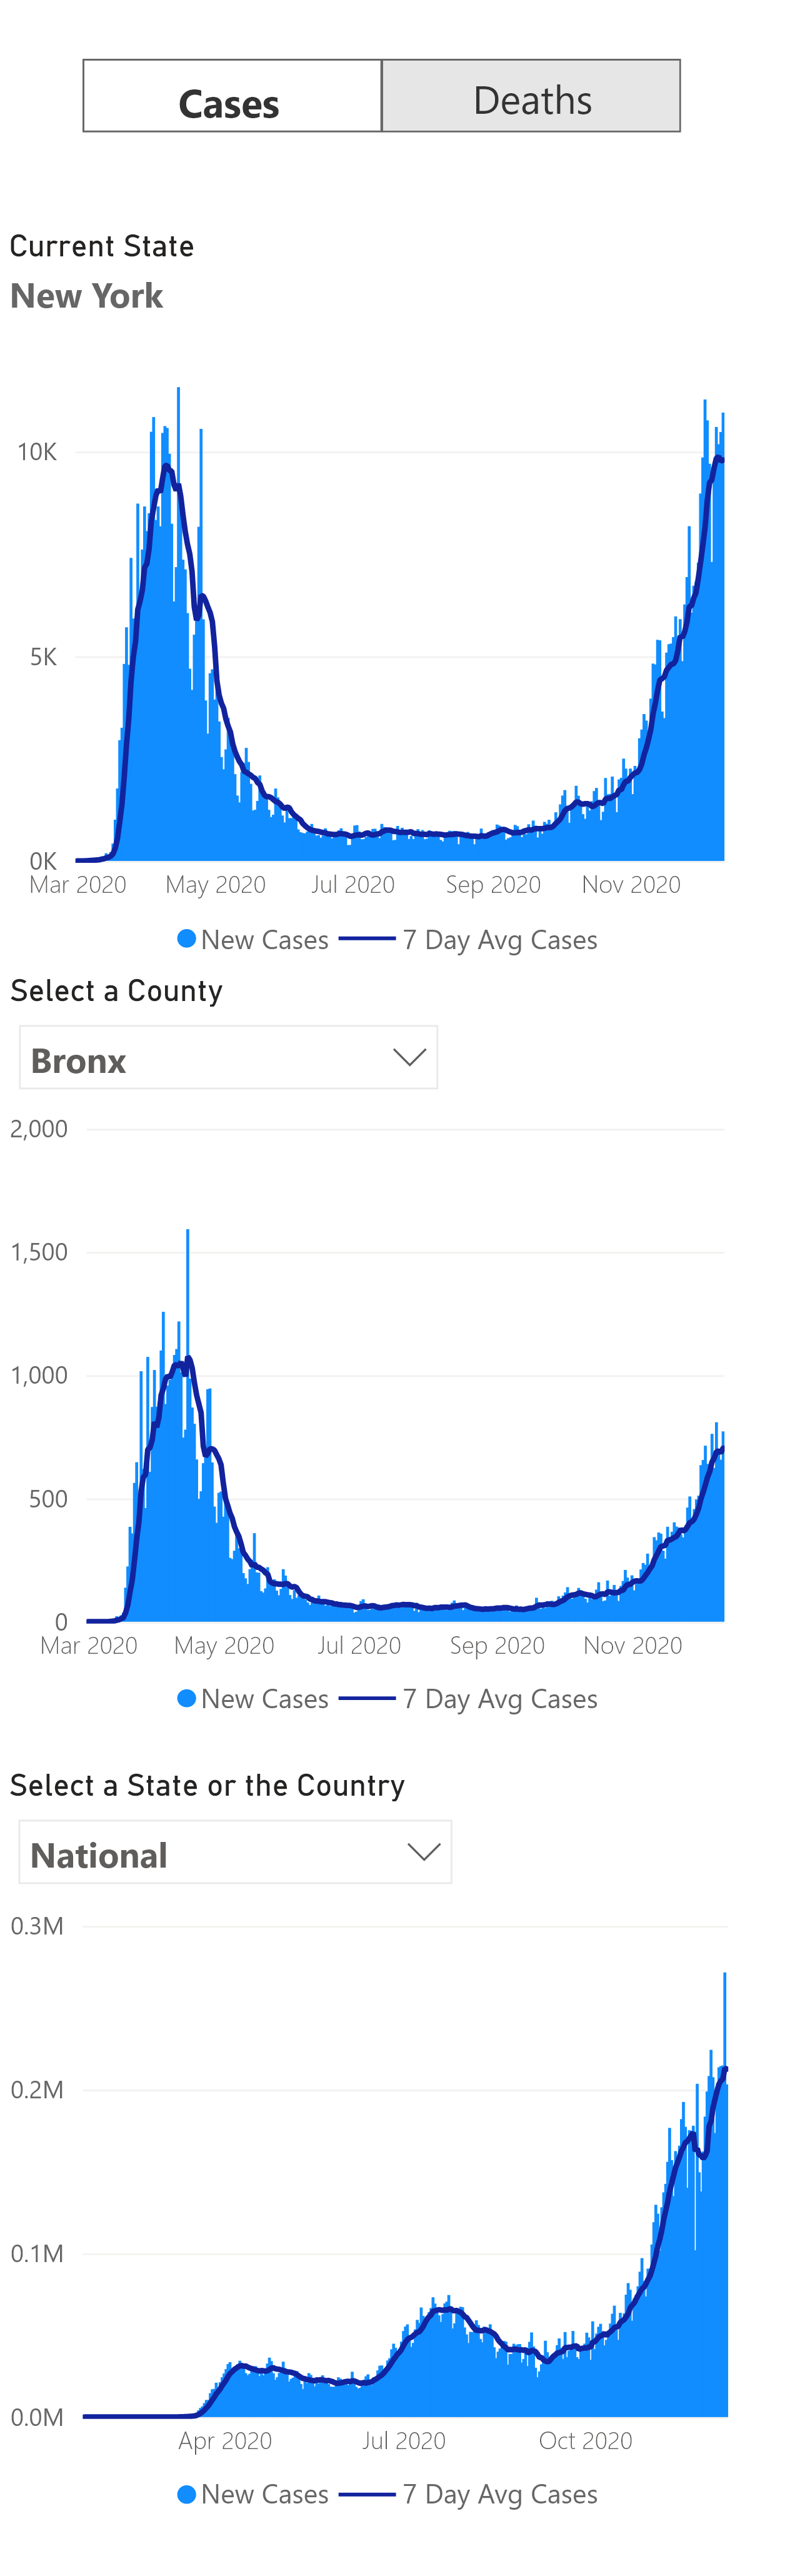 Cases Deaths
Current State
New York
10K
5K
0K
Mar 2020 May 2020 Jul 2020 Sep 2020 Nov 2020
New Cases 7 Day Avg Cases
Select a County
Bronx
2,000
1,500
1,000
500
0
Mar 2020 May 2020 Jul 2020 Sep 2020 Nov 2020
New Cases 7 Day Avg Cases
Select a State or the Country
National
0.3M
0.2M
0.1M
0.0M
Apr 2020 Jul 2020 Oct 2020
New Cases 7 Day Avg Cases